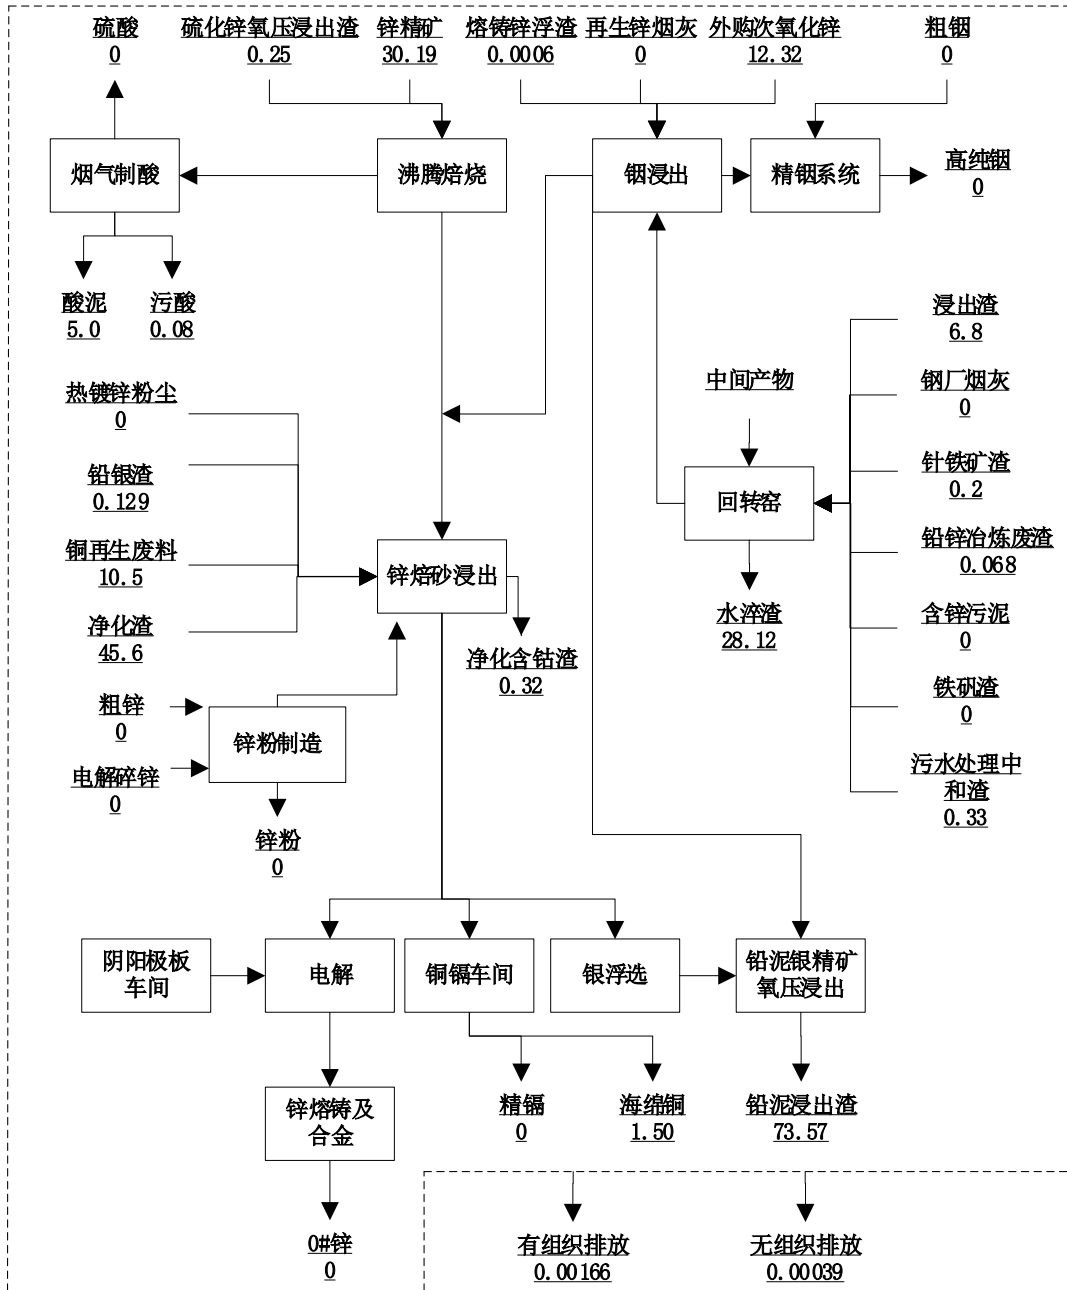 硫酸
0
硫化锌氧压浸出渣
0.25
锌精矿
30.19
熔铸锌浮渣
0.0006
再生锌烟灰
0
外购次氧化锌
12.32
粗铟
0
烟气制酸
沸腾焙烧
铟浸出
精铟系统
高纯铟
0
酸泥
5.0
污酸
0.08
浸出渣
6.8
热镀锌粉尘
0
中间产物
钢厂烟灰
0
铅银渣
0.129
回转窑
针铁矿渣
0.2
铜再生废料
10.5
锌焙砂浸出
铅锌冶炼废渣
0.068
净化渣
45.6
净化含钴渣
0.32
水淬渣
28.12
含锌污泥
0
粗锌
0
锌粉制造
铁矾渣
0
电解碎锌
0
污水处理中
和渣
0.33
锌粉
0
阴阳极板
车间
电解
铜镉车间
银浮选
铅泥银精矿
氧压浸出
锌熔铸及
合金
精镉
0
海绵铜
1.50
铅泥浸出渣
73.57
0#锌
0
有组织排放
0.00166
无组织排放
0.00039